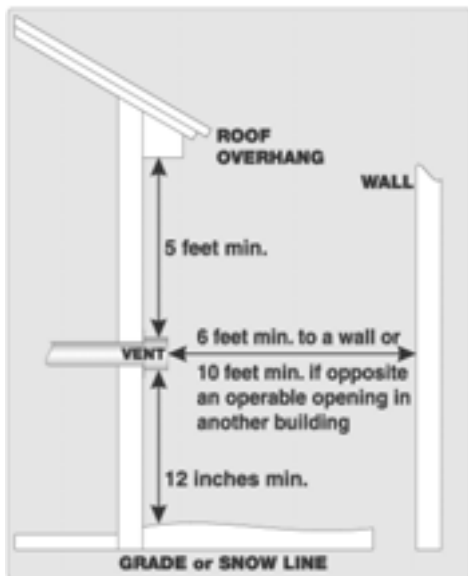 ROOF
OVERHANG
WALL
5 feet min.
VENT
6 feet min. to a wall or
10 feet min. if opposite
an operable opening in
another building
12 inches min.
GRADE or SNOW LINE